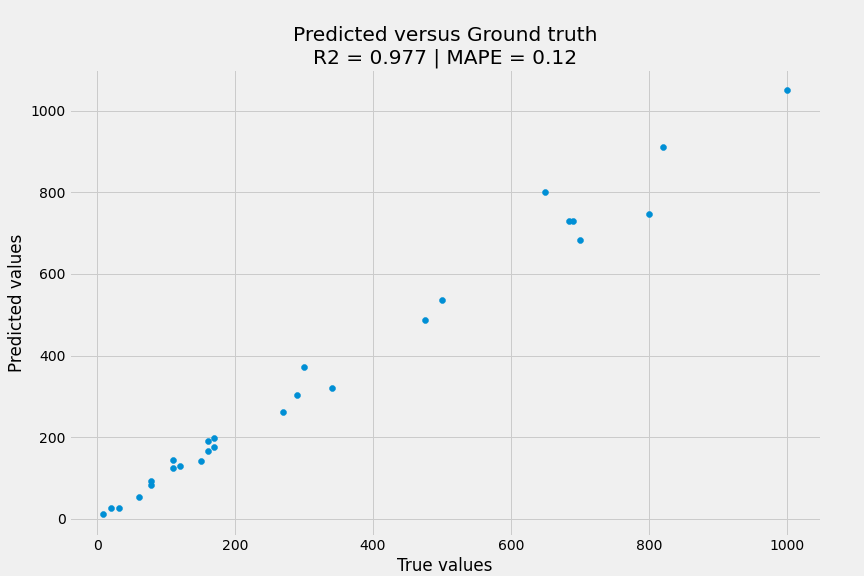 Predicted versus Ground truth
R2 = 0.977 | MAPE = 0.12
Predicted values
1000
800
600
400
200
0
0 200 400 600 800 1000
True values